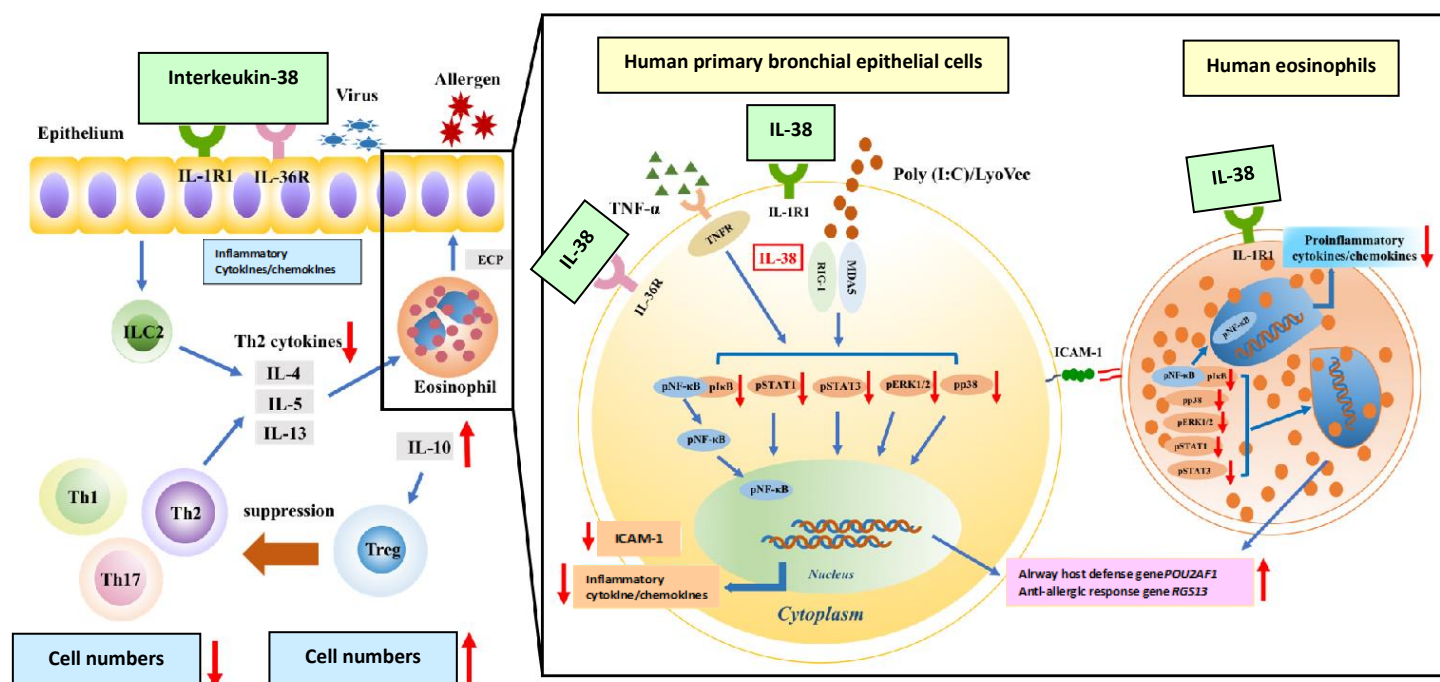 Interkeukin-38
Virus
Allergen
Epithelium
IL-1R1
IL-36R
Inflammatory
Cytokines/chemokines
ECP
ILC2
Th2 cytokines
IL-4
IL-5
IL-13
Eosinophil
IL-10
Th1
Th2
Th17
suppression
Treg
Cell numbers
Cell numbers
Human primary bronchial epithelial cells
IL-38
TNF-α
IL-1R1
Poly (I:C)/LyoVec
IL-38
IL-36R
TNFR
IL-38
RIG-1
MDA5
pNF-κB
pIκB
pSTAT1
pSTAT3
pERK1/2
pp38
pNF-κB
pNF-κB
ICAM-1
Inflammatory
cytokine/chemokines
Nucleus
Cytoplasm
ICAM-1
Human eosinophils
IL-38
IL-1R1
Proinflammatory
cytokines/chemokines
pNF-κB
pNF-κB
pIκB
pp38
pERK1/2
pSTAT1
pSTAT3
Airway host defense gene POU2AF1
Anti-allergic response gene RGS13